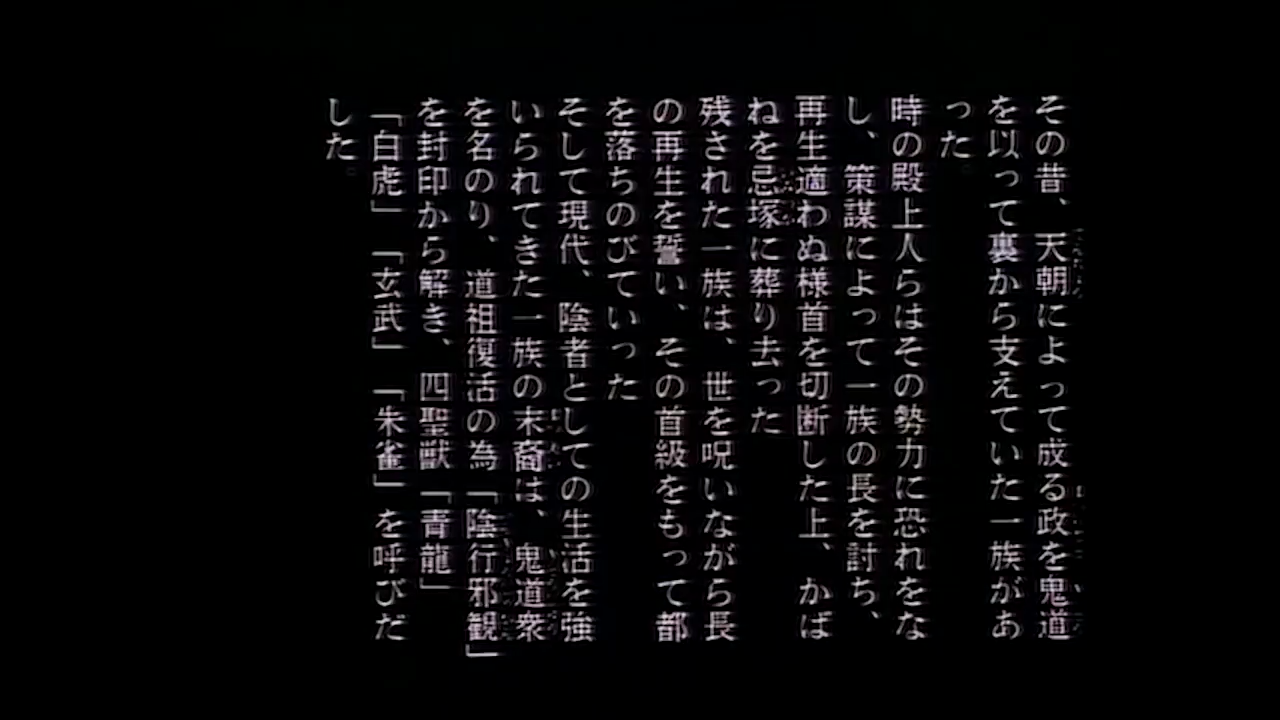 その昔、天朝によって成る政を鬼道
を以って裏から支えていた一族があ
った。
時の殿上人らはその勢力に恐れをな
し、策謀によって一族の長を討ち、
再生適わぬ様首を切断した上、かば
ねを忌塚に葬り去った
残された一族は、世を呪いながら長
の再生を誓い、その首級をもって都
を落ちのびていった
そして現代、陰者としての生活を強
いられてきた一族の末裔は、鬼道衆
を名のり、道祖復活の為「陰行邪観」
を封印から解き、四聖獣「青龍」
「白虎」「玄武」「朱雀」を呼びだ
した。